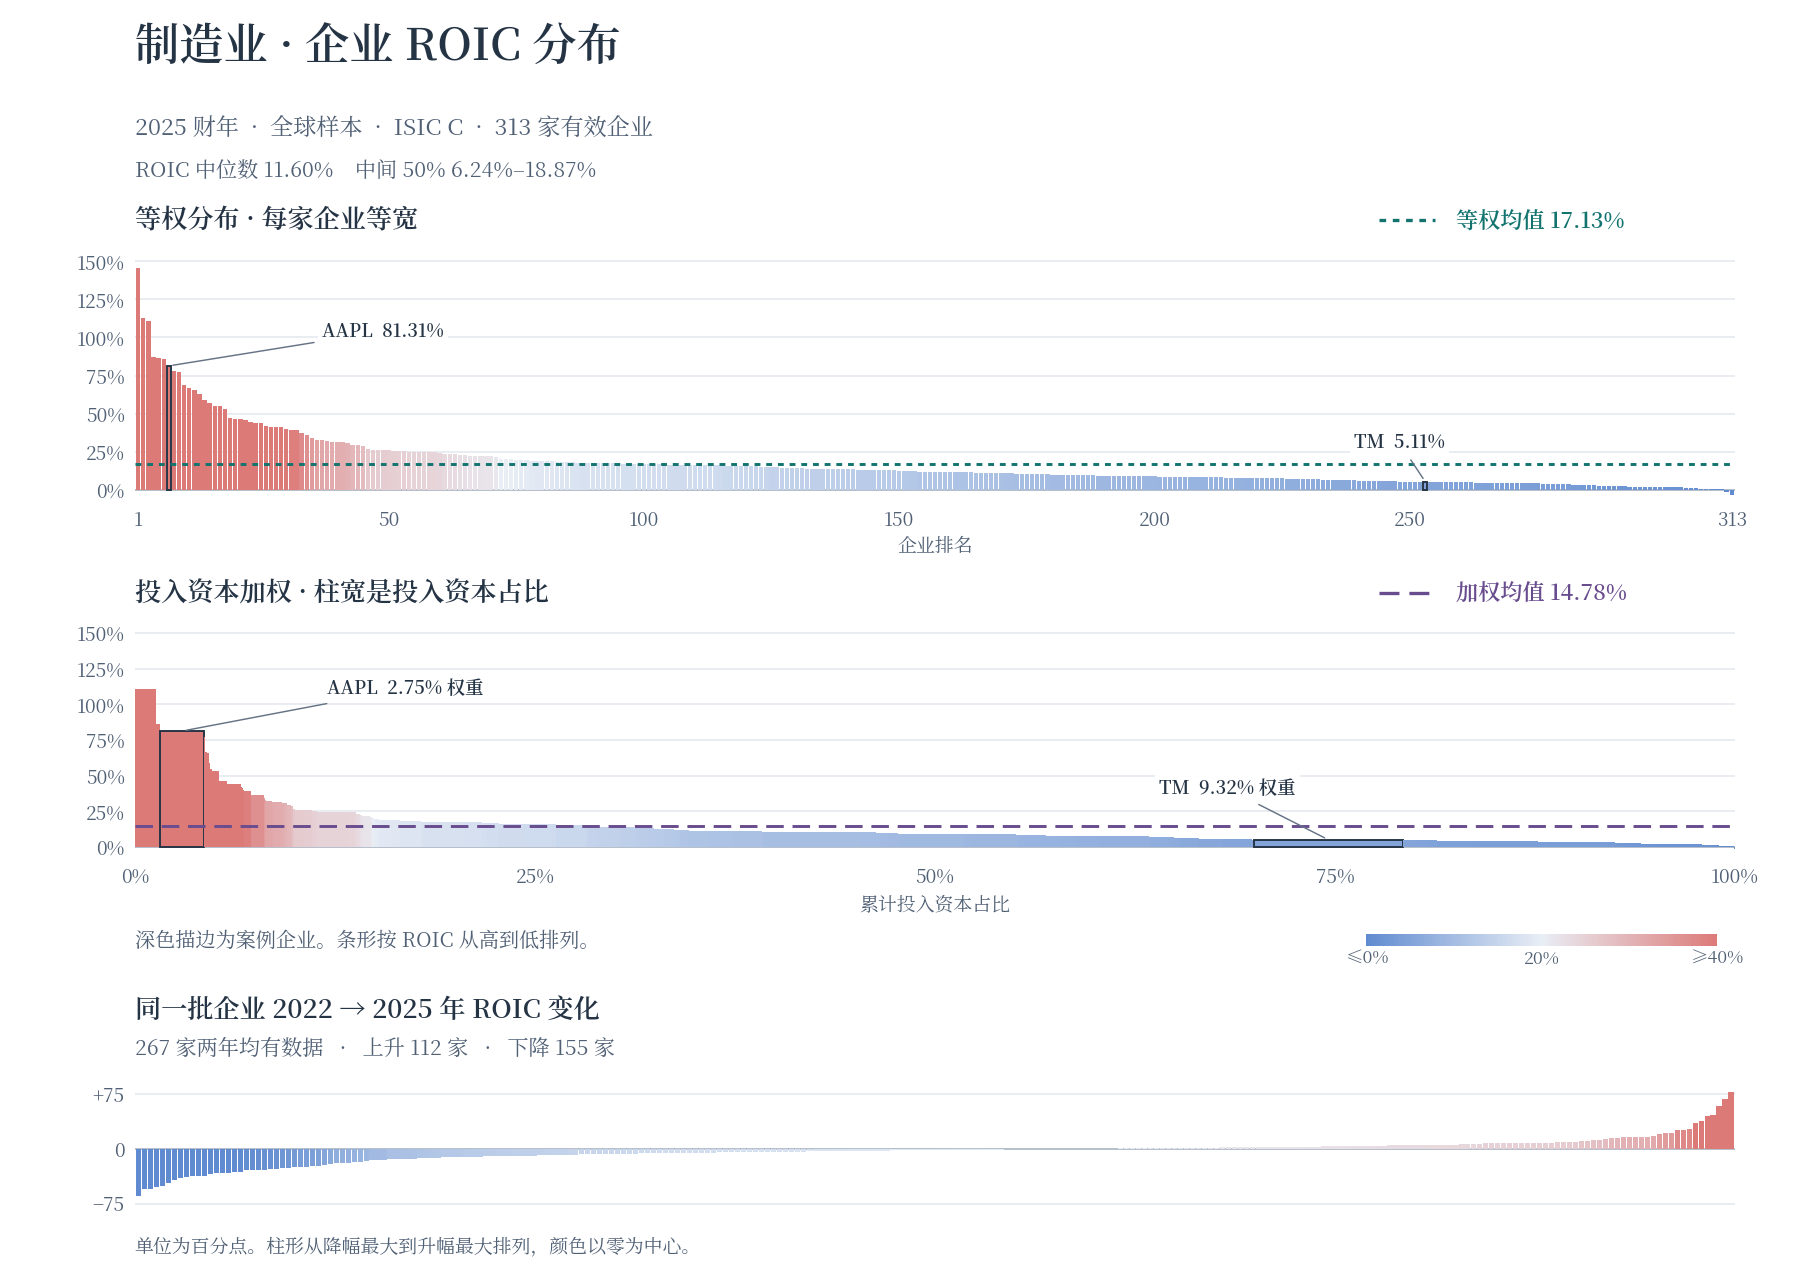 制造业 · 企业 ROIC 分布
2025 财年 · 全球样本 · ISIC C · 313 家有效企业
ROIC 中位数 11.60% 中间 50% 6.24%–18.87%
等权分布 · 每家企业等宽
等权均值 17.13%
150%
125%
100%
75%
50%
25%
0%
AAPL 81.31%
TM 5.11%
1 50 100 150 200 250 313
企业排名
投入资本加权 · 柱宽是投入资本占比
加权均值 14.78%
150%
125%
100%
75%
50%
25%
0%
AAPL 2.75% 权重
TM 9.32% 权重
0% 25% 50% 75% 100%
累计投入资本占比
深色描边为案例企业。条形按 ROIC 从高到低排列。
≤0% 20% ≥40%
同一批企业 2022 → 2025 年 ROIC 变化
267 家两年均有数据 · 上升 112 家 · 下降 155 家
+75
0
−75
单位为百分点。柱形从降幅最大到升幅最大排列，颜色以零为中心。